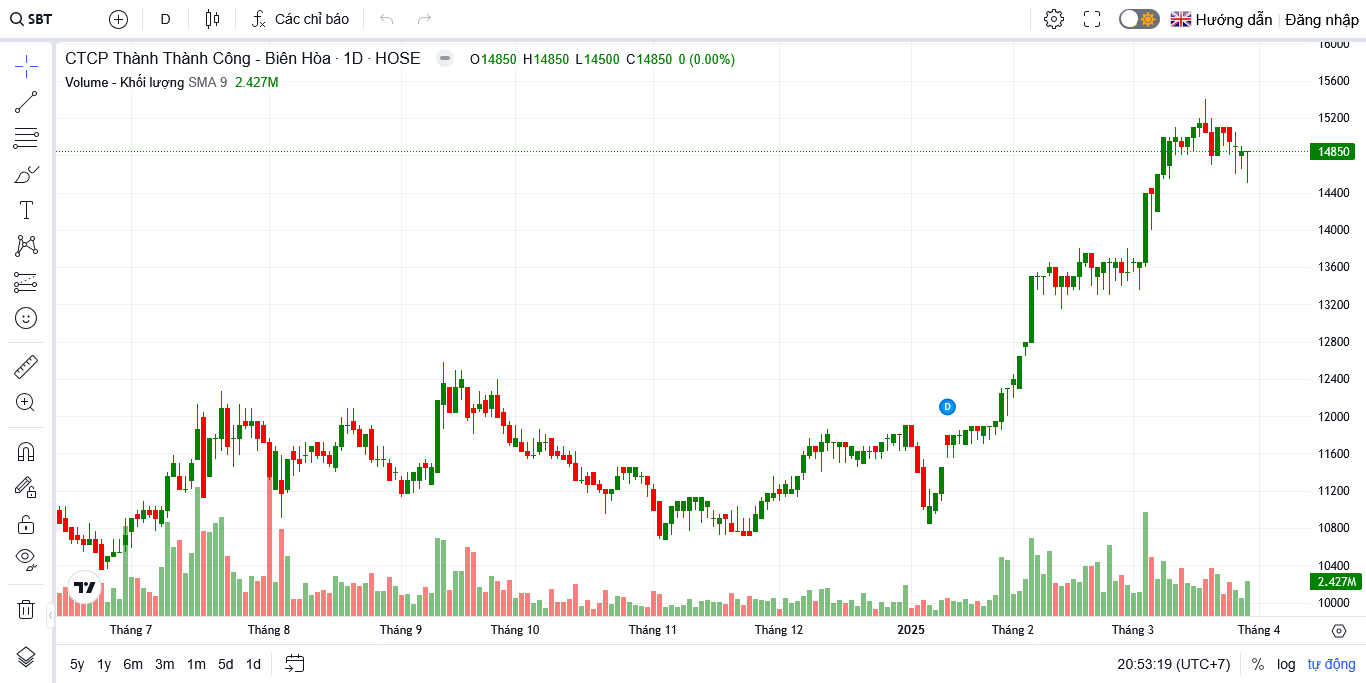 SBT D Các chỉ báo Hướng dẫn Đăng nhập
CTCP Thành Thành Công - Biên Hòa · 1D · HOSE O14850 H14850 L14500 C14850 0 (0.00%)
Volume - Khối lượng SMA 9 2.427M
16000
15600
15200
14850
14400
14000
13600
13200
12800
12400
12000
11600
11200
10800
10400
2.427M
10000
D
Tháng 7 Tháng 8 Tháng 9 Tháng 10 Tháng 11 Tháng 12 2025 Tháng 2 Tháng 3 Tháng 4
5y 1y 6m 3m 1m 5d 1d 20:53:19 (UTC+7) % log tự động